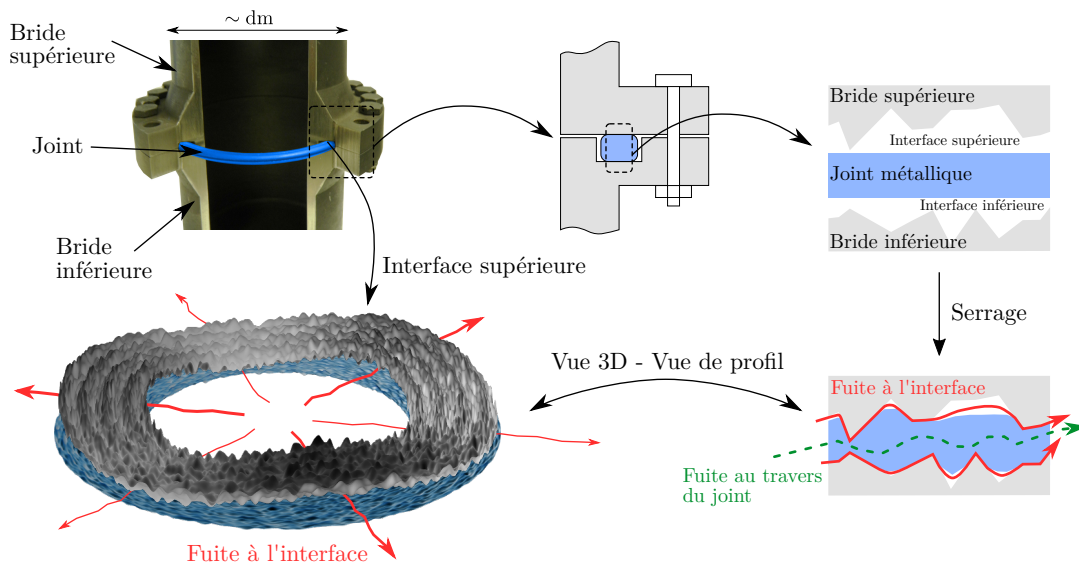 ∼ dm
Bride
supérieure
Joint
Bride
inférieure
Interface supérieure
Bride supérieure
Interface supérieure
Joint métallique
Interface inférieure
Bride inférieure
Serrage
Vue 3D - Vue de profil
Fuite à l'interface
Fuite au travers
du joint
Fuite à l'interface